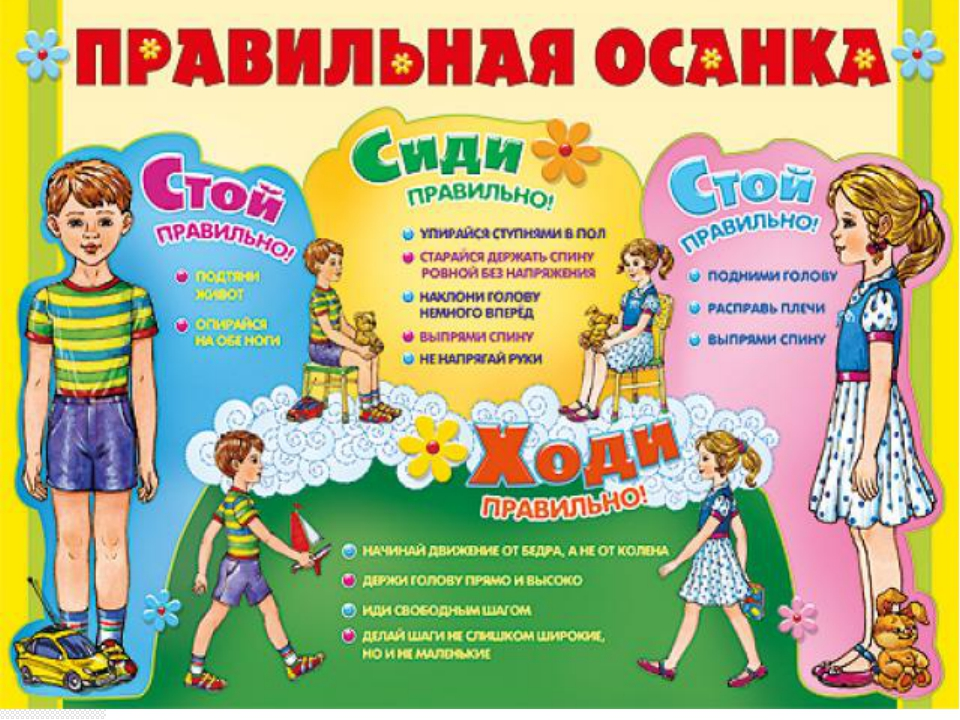 ПРАВИЛЬНАЯ ОСАНКА
Стой
ПРАВИЛЬНО!
ПОДТЯНИ
ЖИВОТ
ОПИРАЙСЯ
НА ОБЕ НОГИ
Сиди
ПРАВИЛЬНО!
УПИРАЙСЯ СТУПНЯМИ В ПОЛ
СТАРАЙСЯ ДЕРЖАТЬ СПИНУ
РОВНОЙ БЕЗ НАПРЯЖЕНИЯ
НАКЛОНИ ГОЛОВУ
НЕМНОГО ВПЕРЁД
ВЫПРЯМИ СПИНУ
НЕ НАПРЯГАЙ РУКИ
Стой
ПРАВИЛЬНО!
ПОДНИМИ ГОЛОВУ
РАСПРАВЬ ПЛЕЧИ
ВЫПРЯМИ СПИНУ
Ходи
ПРАВИЛЬНО!
НАЧИНАЙ ДВИЖЕНИЕ ОТ БЕДРА, А НЕ ОТ КОЛЕНА
ДЕРЖИ ГОЛОВУ ПРЯМО И ВЫСОКО
ИДИ СВОБОДНЫМ ШАГОМ
ДЕЛАЙ ШАГИ НЕ СЛИШКОМ ШИРОКИЕ,
НО И НЕ МАЛЕНЬКИЕ